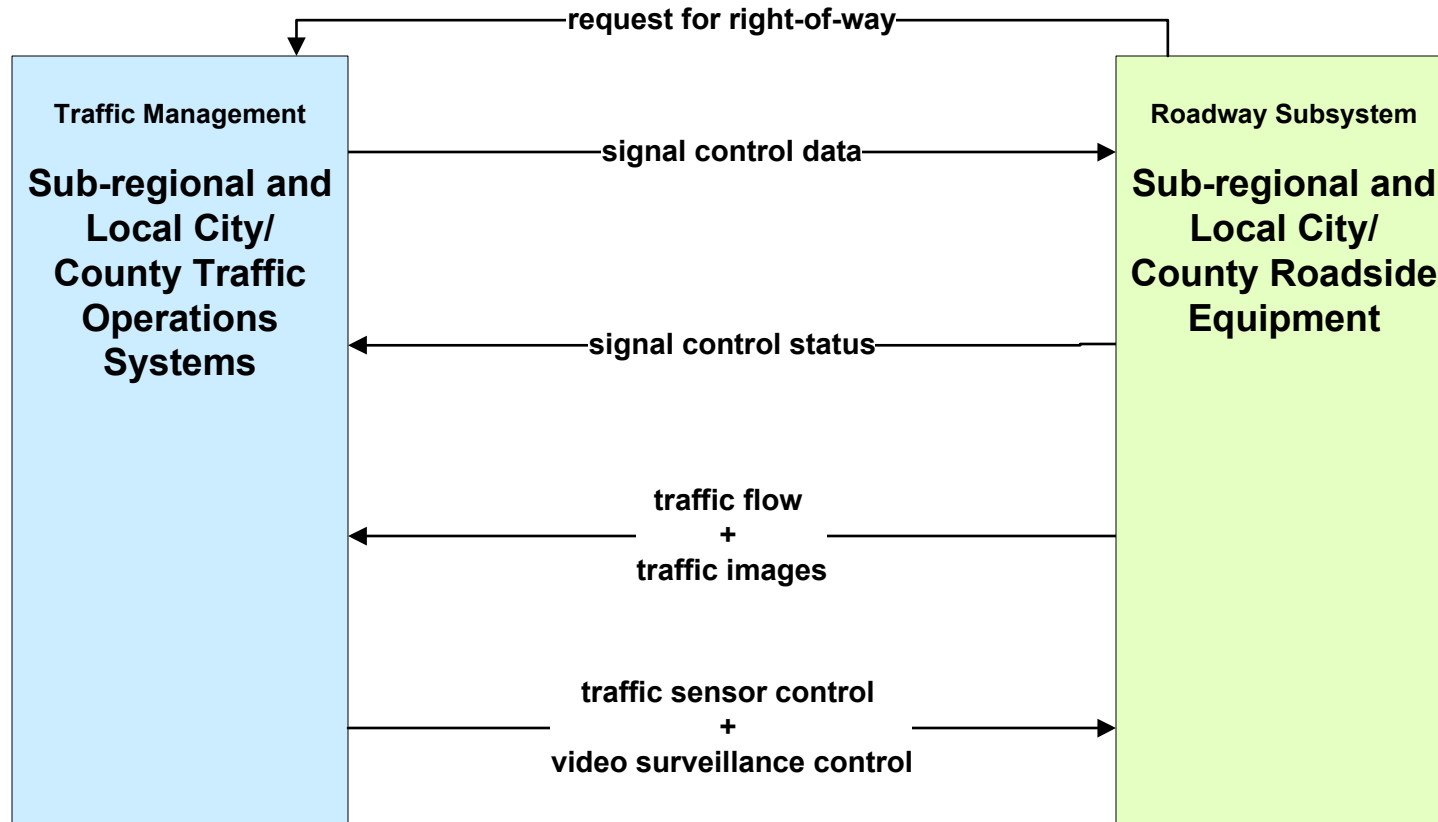 request for right-of-way
Traffic Management
Sub-regional and
Local City/
County Traffic
Operations
Systems
signal control data
signal control status
traffic flow
+
traffic images
traffic sensor control
+
video surveillance control
Roadway Subsystem
Sub-regional and
Local City/
County Roadside
Equipment